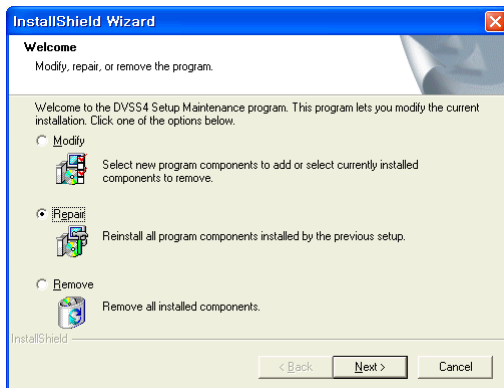 InstallShield Wizard
Welcome
Modify, repair, or remove the program.
Welcome to the DVSS4 Setup Maintenance program. This program lets you modify the current
installation. Click one of the options below.
Modify
Select new program components to add or select currently installed
components to remove.
Repair
Reinstall all program components installed by the previous setup.
Remove
Remove all installed components.
InstallShield
< Back Next > Cancel